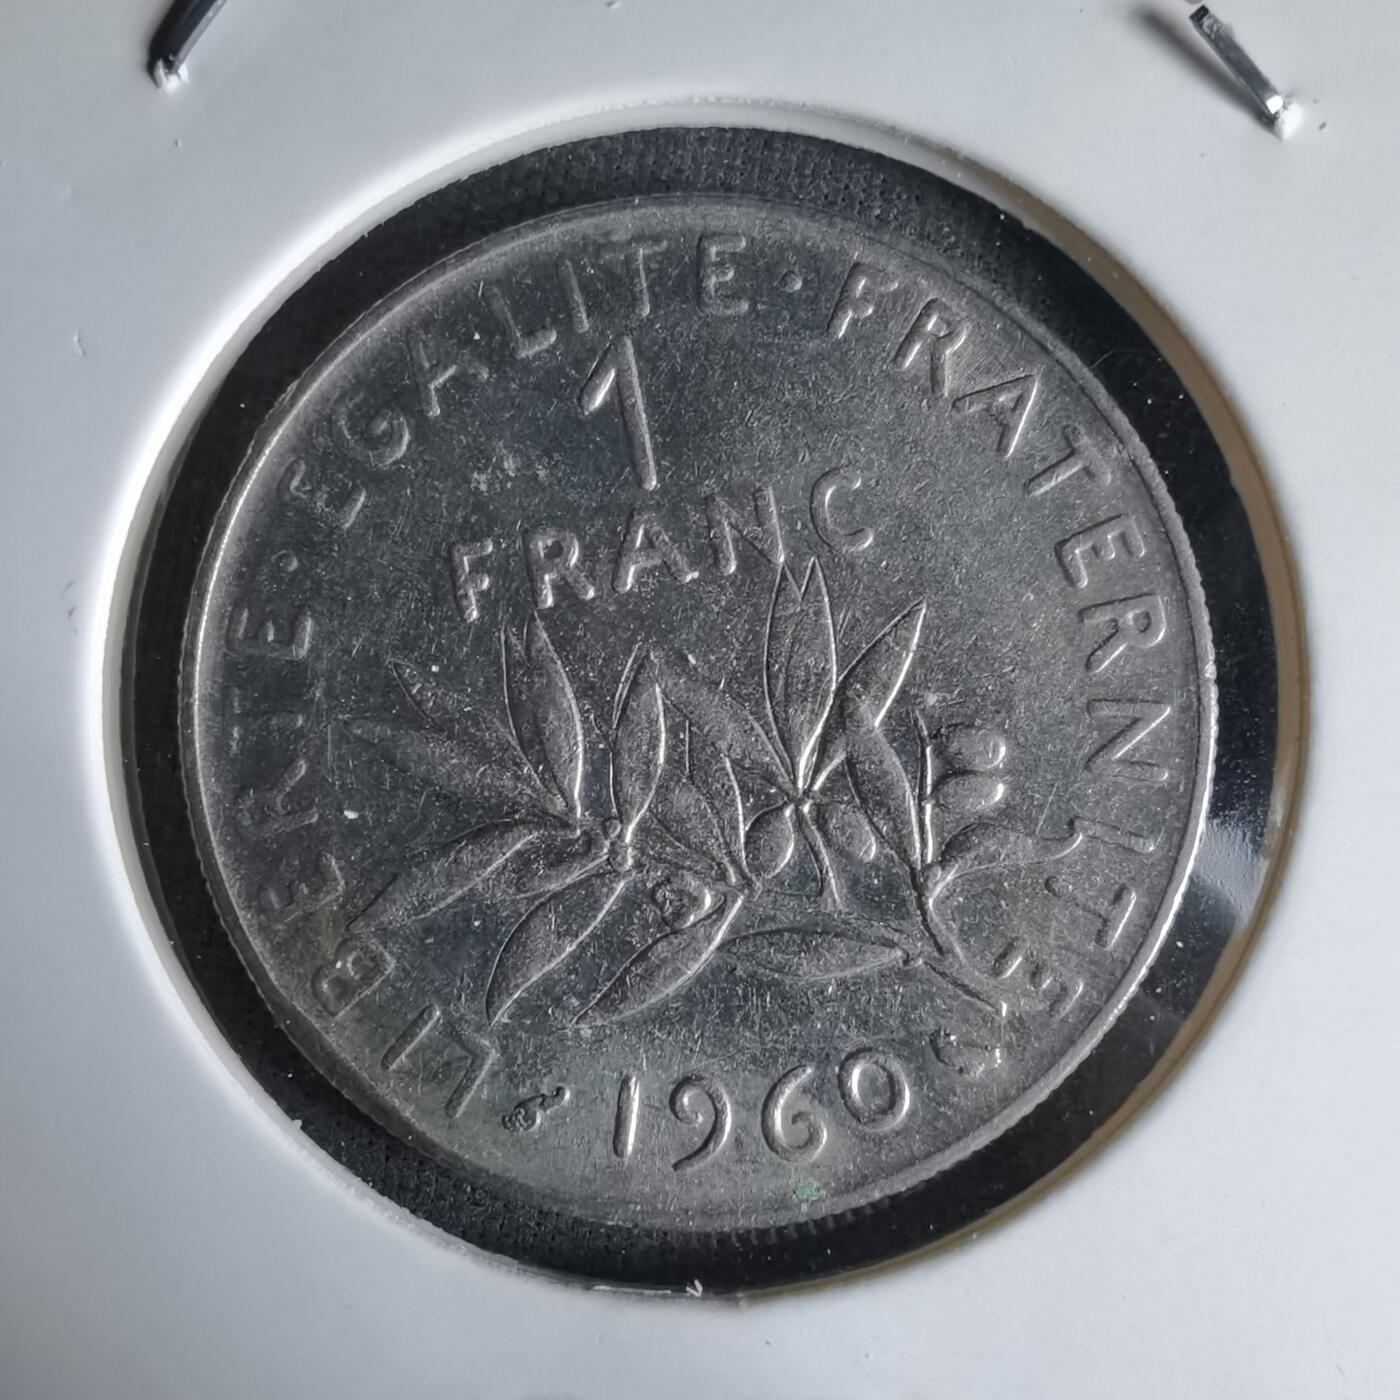 LIBERTE · EGALITE · FRATERNITE
1
FRANC
1960